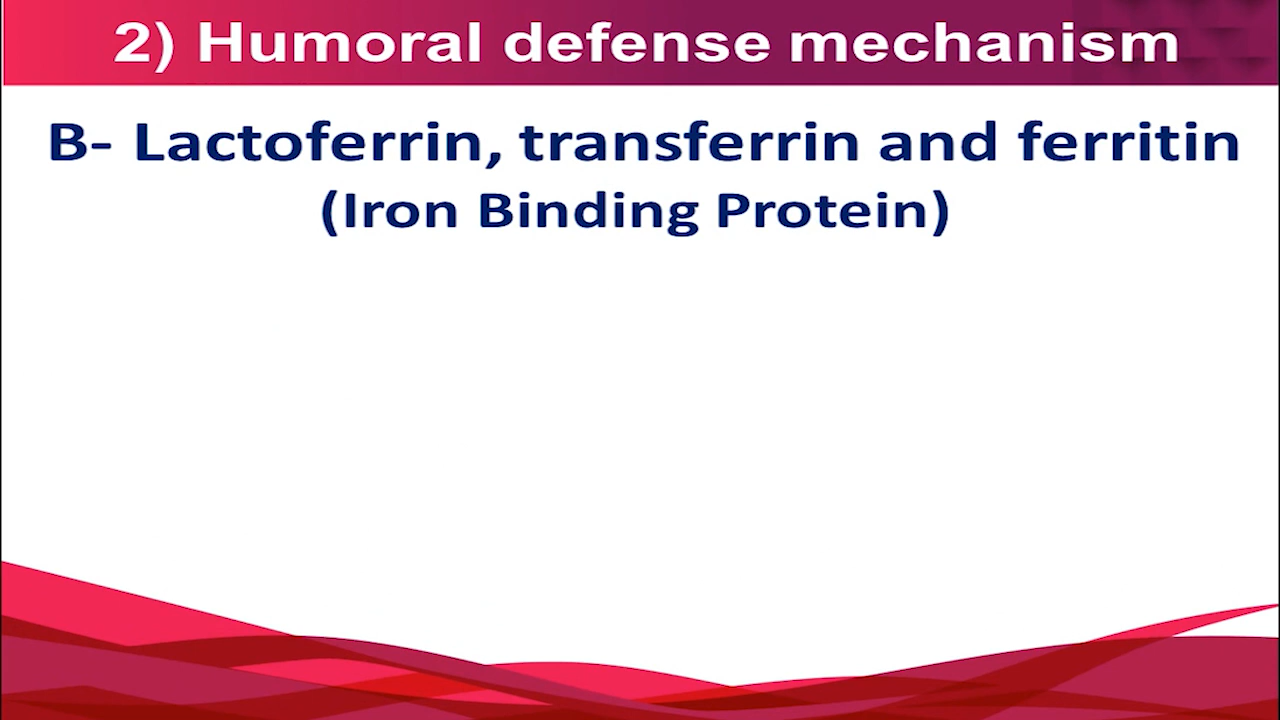 2) Humoral defense mechanism
B- Lactoferrin, transferrin and ferritin
(Iron Binding Protein)